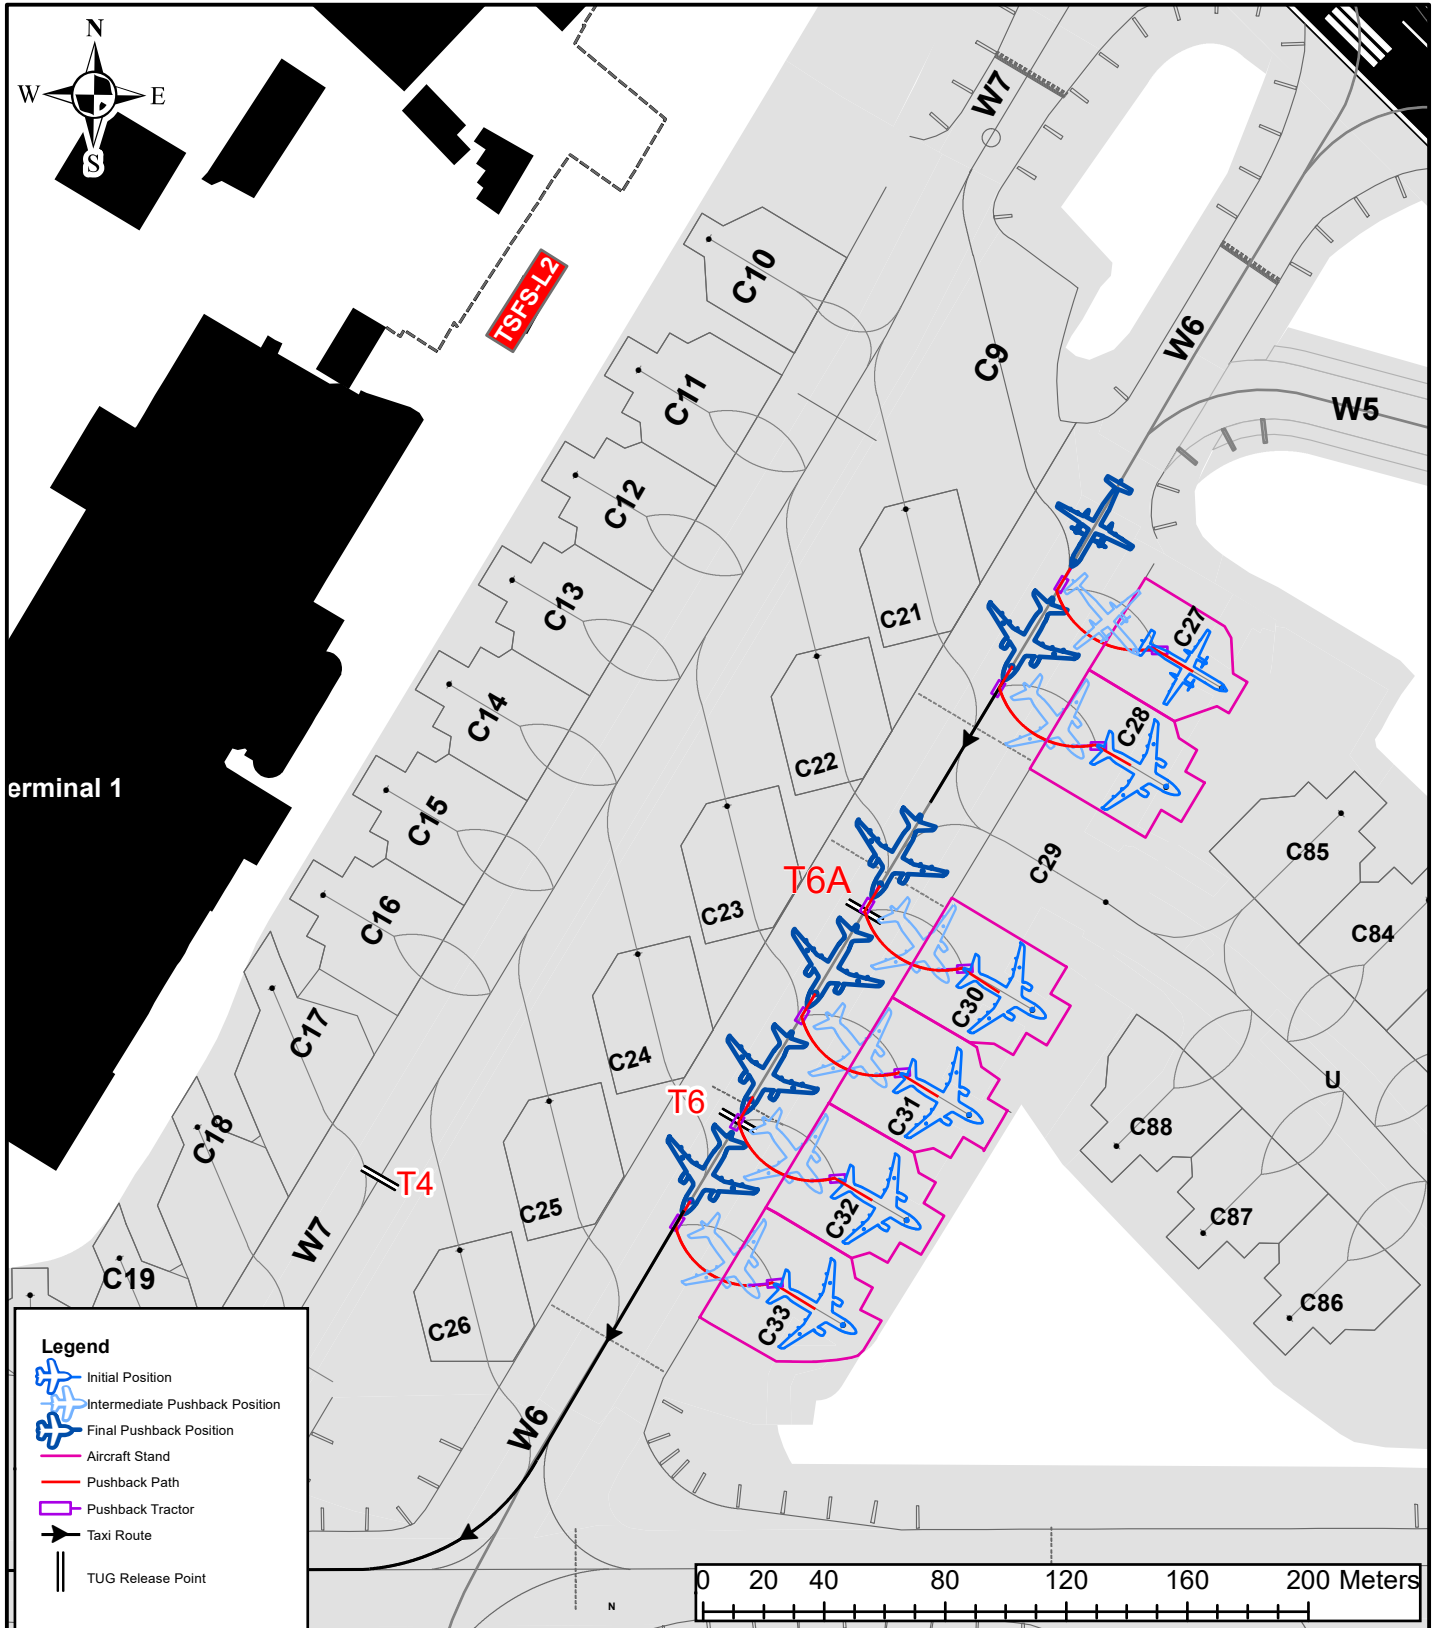 N
W
E
S
W7
C10
TSFS-L2
W6
C9
C11
W5
C12
C13
C21
C27
C14
C28
C22
erminal 1
C15
C29
C85
T6A
C16
C23
C84
C30
C17
C24
C31
U
T6
C18
C88
T4
C25
C32
C87
W7
C19
C33
C86
C26
W6
Legend
Initial Position
Intermediate Pushback Position
Final Pushback Position
Aircraft Stand
Pushback Path
Pushback Tractor
Taxi Route
TUG Release Point
N
0 20 40 80 120 160 200 Meters